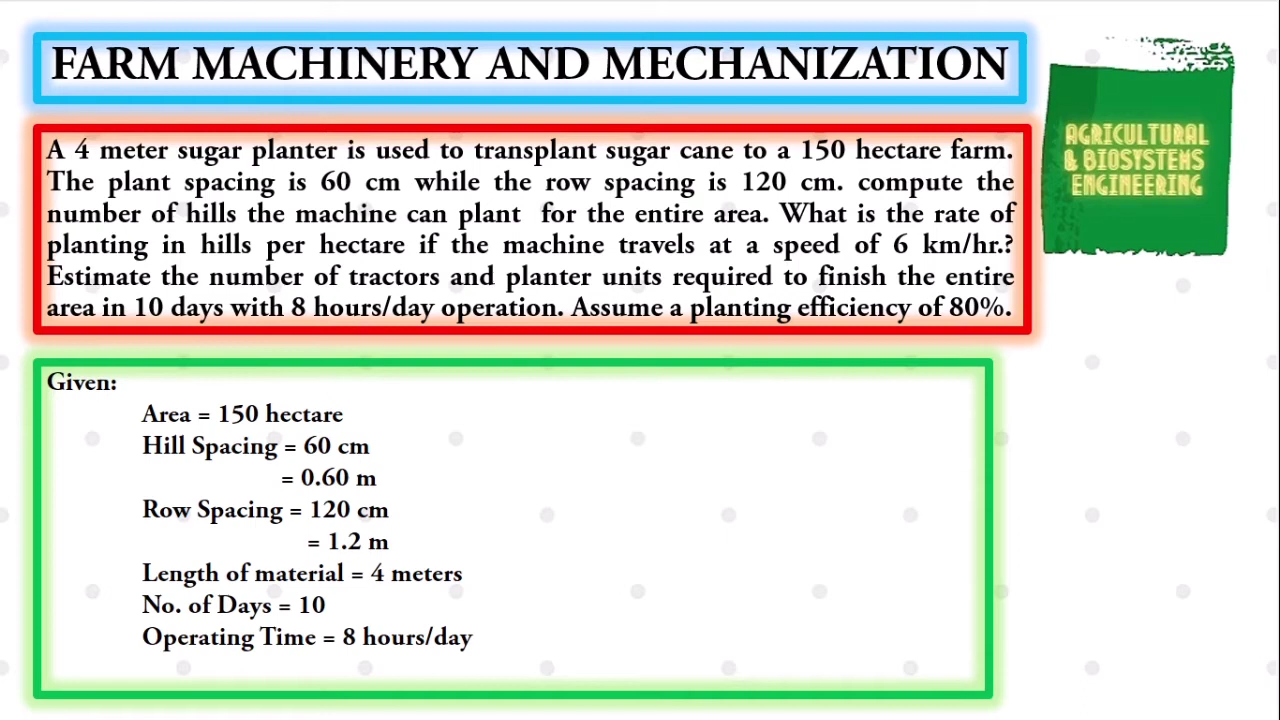 FARM MACHINERY AND MECHANIZATION
AGRICULTURAL
& BIOSYSTEMS
ENGINEERING
A 4 meter sugar planter is used to transplant sugar cane to a 150 hectare farm.
The plant spacing is 60 cm while the row spacing is 120 cm. compute the
number of hills the machine can plant for the entire area. What is the rate of
planting in hills per hectare if the machine travels at a speed of 6 km/hr.?
Estimate the number of tractors and planter units required to finish the entire
area in 10 days with 8 hours/day operation. Assume a planting efficiency of 80%.
Given:
Area = 150 hectare
Hill Spacing = 60 cm
= 0.60 m
Row Spacing = 120 cm
= 1.2 m
Length of material = 4 meters
No. of Days = 10
Operating Time = 8 hours/day